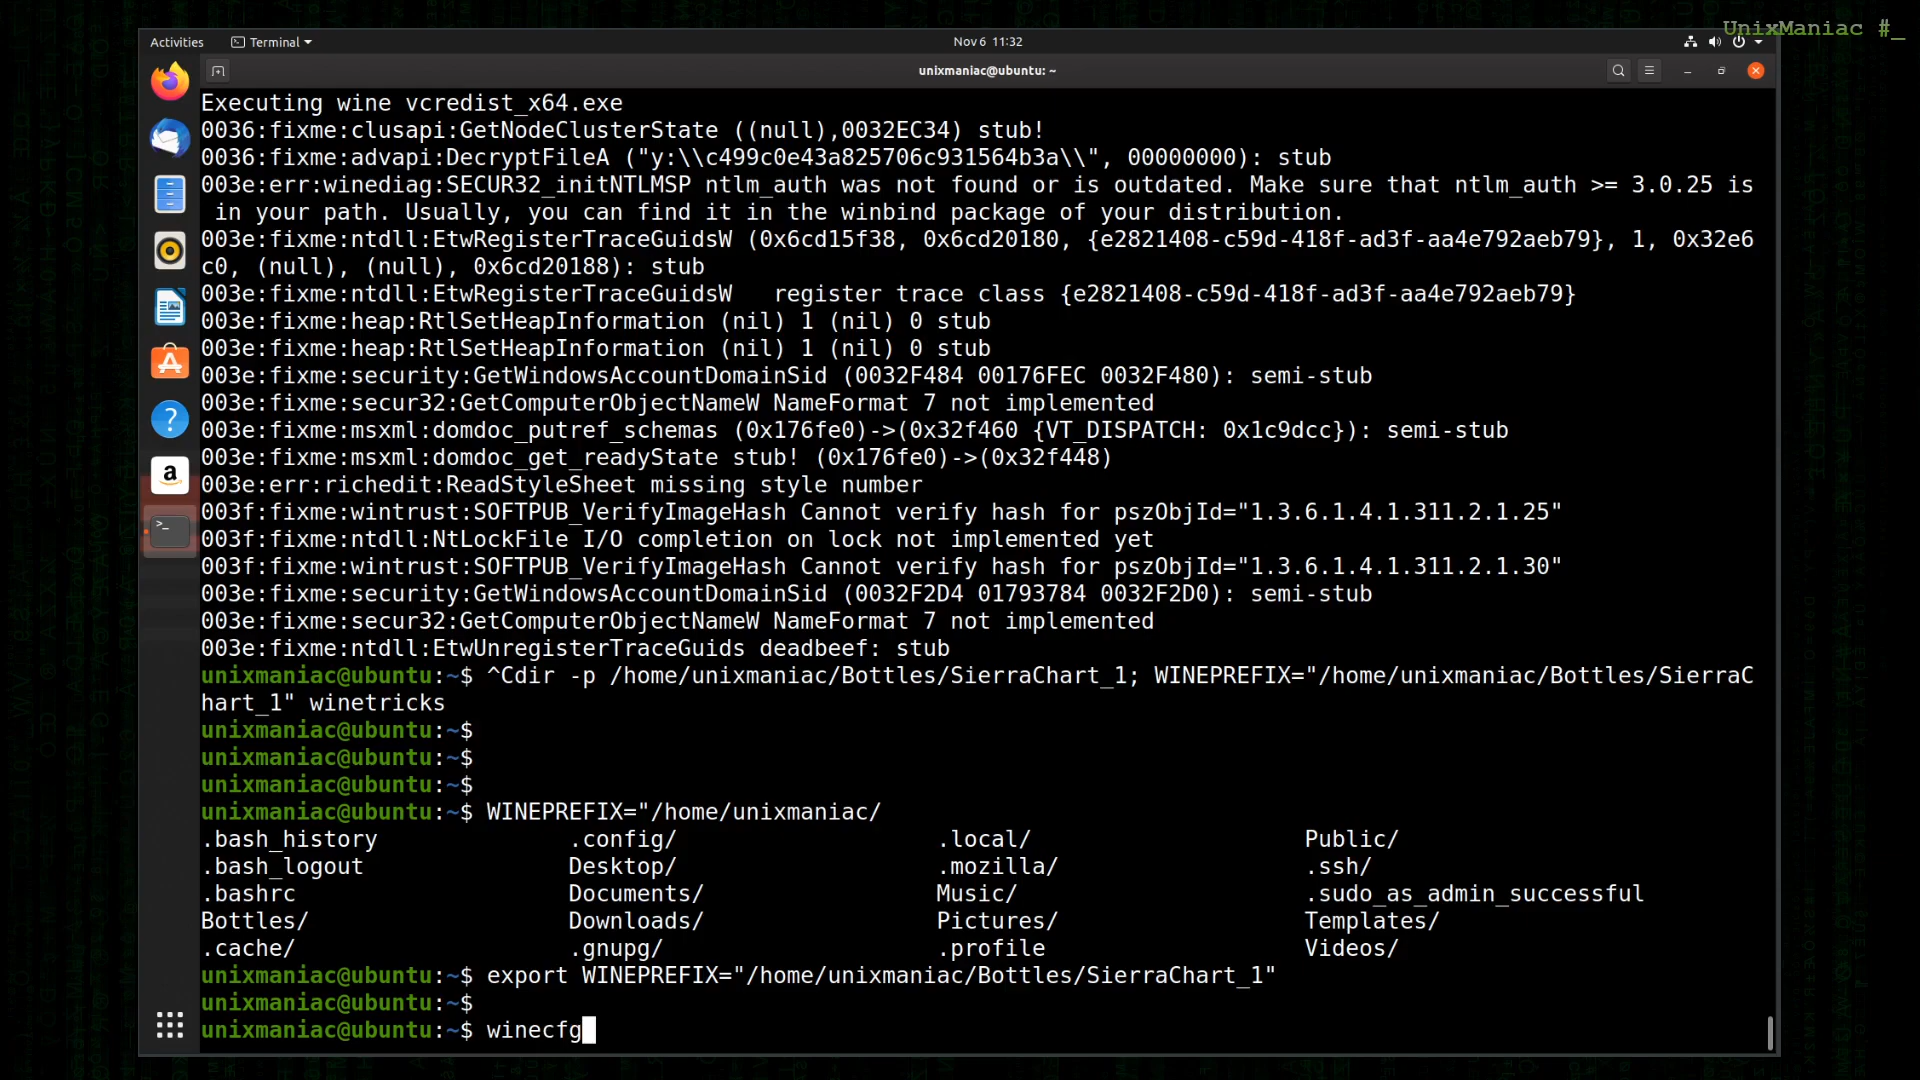 UnixManiac #_
Activities
Terminal
Nov 6 11:32
unixmaniac@ubuntu: ~
Executing wine vcredist_x64.exe
0036:fixme:clusapi:GetNodeClusterState ((null),0032EC34) stub!
0036:fixme:advapi:DecryptFileA ("y:\\c499c0e43a825706c931564b3a\\", 00000000): stub
003e:err:winediag:SECUR32_initNTLMSP ntlm_auth was not found or is outdated. Make sure that ntlm_auth >= 3.0.25 is
in your path. Usually, you can find it in the winbind package of your distribution.
003e:fixme:ntdll:EtwRegisterTraceGuidsW (0x6cd15f38, 0x6cd20180, {e2821408-c59d-418f-ad3f-aa4e792aeb79}, 1, 0x32e6
c0, (null), (null), 0x6cd20188): stub
003e:fixme:ntdll:EtwRegisterTraceGuidsW   register trace class {e2821408-c59d-418f-ad3f-aa4e792aeb79}
003e:fixme:heap:RtlSetHeapInformation (nil) 1 (nil) 0 stub
003e:fixme:heap:RtlSetHeapInformation (nil) 1 (nil) 0 stub
003e:fixme:security:GetWindowsAccountDomainSid (0032F484 00176FEC 0032F480): semi-stub
003e:fixme:secur32:GetComputerObjectNameW NameFormat 7 not implemented
003e:fixme:msxml:domdoc_putref_schemas (0x176fe0)->(0x32f460 {VT_DISPATCH: 0x1c9dcc}): semi-stub
003e:fixme:msxml:domdoc_get_readyState stub! (0x176fe0)->(0x32f448)
003e:err:richedit:ReadStyleSheet missing style number
003f:fixme:wintrust:SOFTPUB_VerifyImageHash Cannot verify hash for pszObjId="1.3.6.1.4.1.311.2.1.25"
003f:fixme:ntdll:NtLockFile I/O completion on lock not implemented yet
003f:fixme:wintrust:SOFTPUB_VerifyImageHash Cannot verify hash for pszObjId="1.3.6.1.4.1.311.2.1.30"
003e:fixme:security:GetWindowsAccountDomainSid (0032F2D4 01793784 0032F2D0): semi-stub
003e:fixme:secur32:GetComputerObjectNameW NameFormat 7 not implemented
003e:fixme:ntdll:EtwUnregisterTraceGuids deadbeef: stub
unixmaniac@ubuntu:~$ ^Cdir -p /home/unixmaniac/Bottles/SierraChart_1; WINEPREFIX="/home/unixmaniac/Bottles/SierraC
hart_1" winetricks
unixmaniac@ubuntu:~$
unixmaniac@ubuntu:~$
unixmaniac@ubuntu:~$
unixmaniac@ubuntu:~$ WINEPREFIX="/home/unixmaniac/
.bash_history .config/ .local/ Public/
.bash_logout Desktop/ .mozilla/ .ssh/
.bashrc Documents/ Music/ .sudo_as_admin_successful
Bottles/ Downloads/ Pictures/ Templates/
.cache/ .gnupg/ .profile Videos/
unixmaniac@ubuntu:~$ export WINEPREFIX="/home/unixmaniac/Bottles/SierraChart_1"
unixmaniac@ubuntu:~$
unixmaniac@ubuntu:~$ winecfg